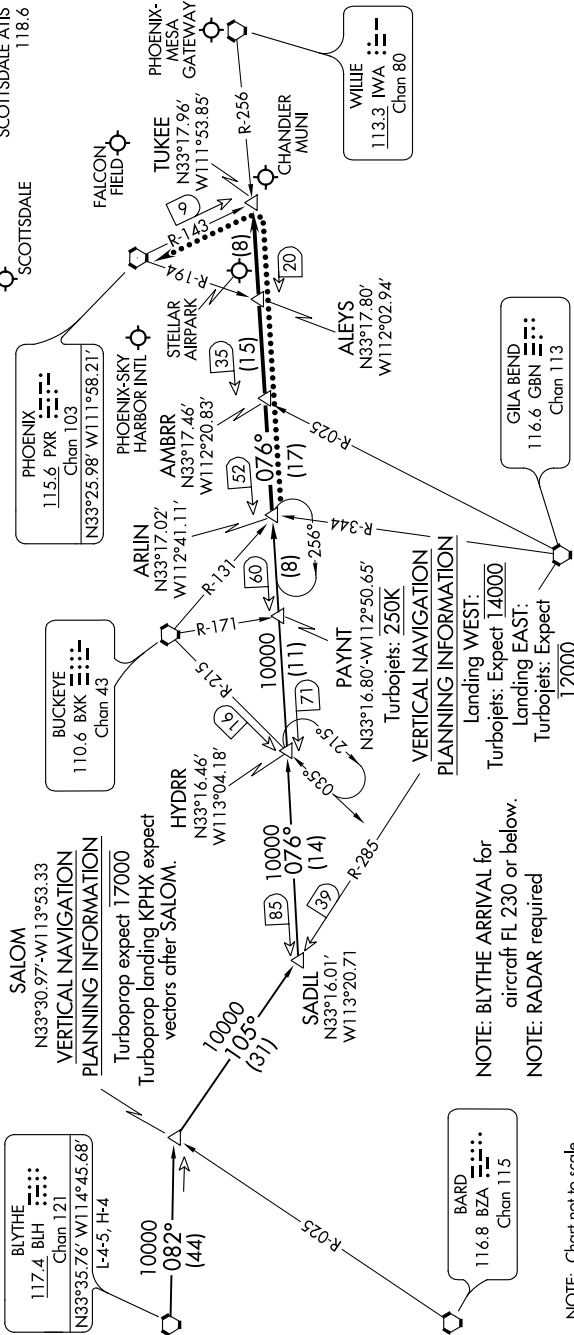 SCOTTSDALE ATIS
118.6
SCOTTSDALE
BLYTHE
117.4 BLH
Chan 121
N33°35.76' W114°45.68'
L-4-5, H-4
10000
082°
(44)
SALOM
N33°30.97'-W113°53.33
VERTICAL NAVIGATION
PLANNING INFORMATION
Turboprop expect 17000
Turboprop landing KPHX expect
vectors after SALOM.
10000
105°
(31)
BARD
116.8 BZA
Chan 115
R-025
SADLL
N33°16.01'
W113°20.71
85
39
R-285
10000
076°
(14)
HYDRR
N33°16.46'
W113°04.18'
16
71
R-215
035°
215°
BUCKEYE
110.6 BXK
Chan 43
R-171
R-131
10000
(11)
60
PAYNT
N33°16.80'-W112°50.65'
Turbojets: 250K
VERTICAL NAVIGATION
PLANNING INFORMATION
Landing WEST:
Turbojets: Expect 14000
Landing EAST:
Turbojets: Expect
12000
(8)
256°
ARLIN
N33°17.02'
W112°41.11'
52
R-344
076°
(17)
AMBRR
N33°17.46'
W112°20.83'
35
(15)
R-025
GILA BEND
116.6 GBN
Chan 113
ALEYS
N33°17.80'
W112°02.94'
20
(8)
PHOENIX
115.6 PXR
Chan 103
N33°25.98' W111°58.21'
PHOENIX-SKY
HARBOR INTL
STELLAR
AIRPARK
R-194
R-143
9
FALCON
FIELD
TUKEE
N33°17.96'
W111°53.85'
CHANDLER
MUNI
PHOENIX-
MESA
GATEWAY
R-256
WILLIE
113.3 IWA
Chan 80
NOTE: BLYTHE ARRIVAL for
aircraft FL 230 or below.
NOTE: RADAR required
NOTE: Chart not to scale